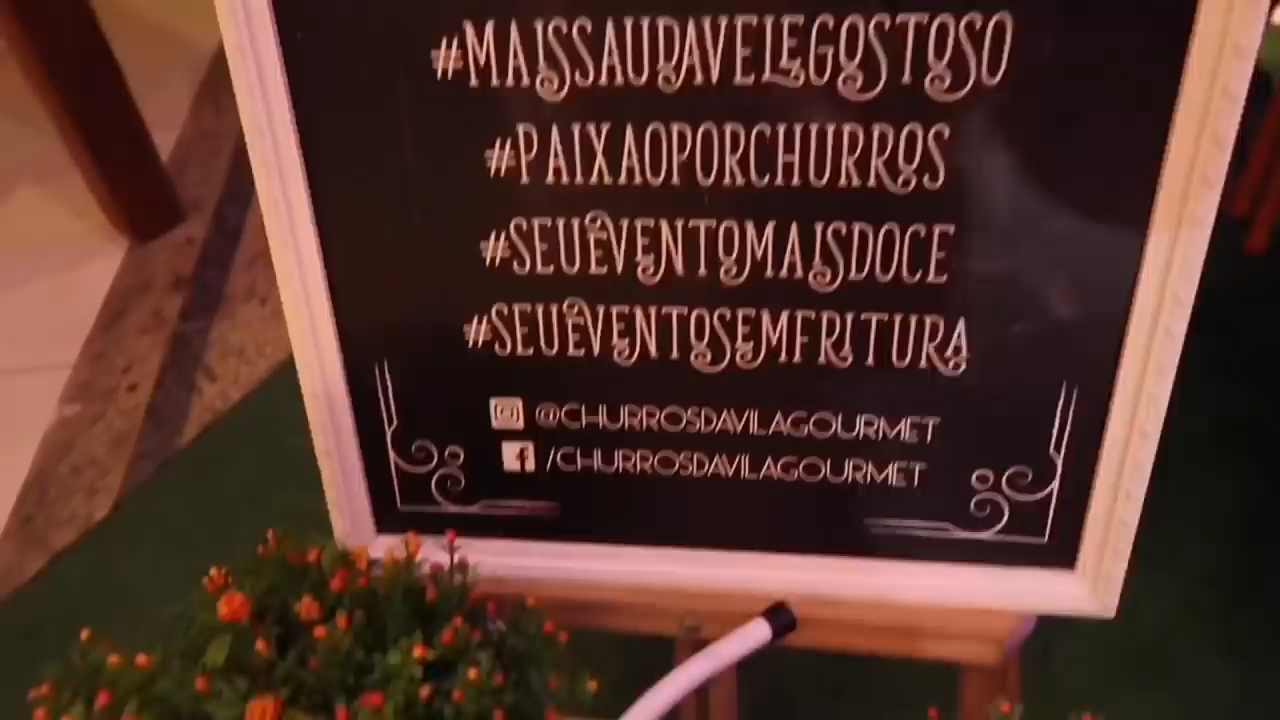 #MAISSAUDAVELEGOSTOSO
#PAIXAOPORCHURROS
#SEUEVENTOMAISDOCE
#SEUEVENTOSEMFRITURA
@CHURROSDAVILAGOURMET
/CHURROSDAVILAGOURMET